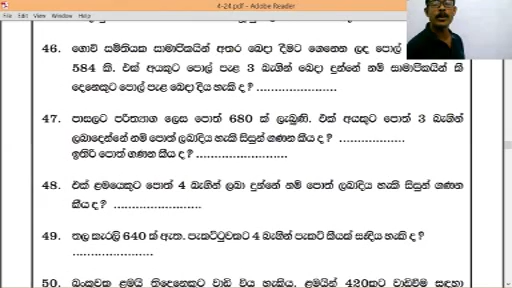 4-24.pdf - Adobe Reader
File Edit View Window Help
46. ගොවි සමිතියක සාමාජිකයින් අතර බෙදා දීමට ගෙනෙන ලද පොල්
584 කි. එක් අයකුට පොල් පැළ 3 බැගින් බෙදා දුන්නේ නම් සාමාජිකයින් කී
දෙනෙකුට පොල් පැළ බෙදා දිය හැකි ද ? ........................
47. පාසලට පරිත්‍යාග ලෙස පොත් 680 ක් ලැබුණි. එක් අයකුට පොත් 3 බැගින්
ලබාදෙන්නේ නම් පොත් ලබාදිය හැකි සිසුන් ගණන කීය ද ? ...................
ඉතිරි පොත් ගණන කීය ද ? ...........................
48. එක් ළමයෙකුට පොත් 4 බැගින් ලබා දුන්නේ නම් පොත් ලබාදිය හැකි සිසුන් ගණන
කීය ද ? ..........................
49. තල කැරලි 640 ක් ඇත. පැකට්ටුවකට 4 බැගින් පැකට් කීයක් සෑදිය හැකි ද ?
........................
50. බංකුවක ළමයි තිදෙනෙකුට වාඩි විය හැකිය. ළමයින් 420කට වාඩිවීම සඳහා